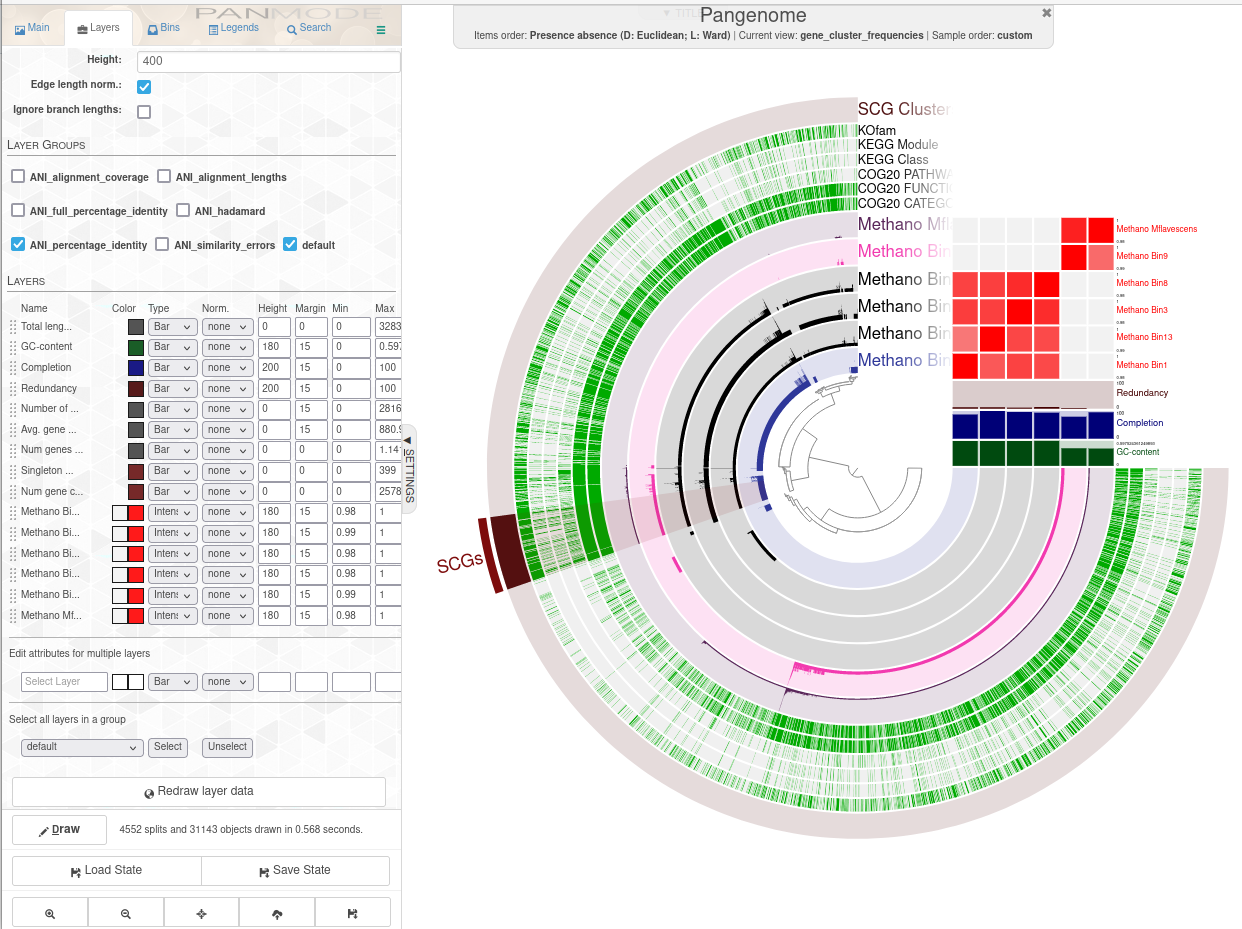 PANMODE
Main Layers Bins Legends Search
Height: 400
Edge length norm.:
Ignore branch lengths:
LAYER GROUPS
ANI_alignment_coverage ANI_alignment_lengths
ANI_full_percentage_identity ANI_hadamard
ANI_percentage_identity ANI_similarity_errors default
LAYERS
Name Color Type Norm. Height Margin Min Max
Total leng... Bar none 0 0 0 3283
GC-content Bar none 180 15 0 0.597
Completion Bar none 200 15 0 100
Redundancy Bar none 200 15 0 100
Number of ... Bar none 0 15 0 2816
Avg. gene ... Bar none 0 15 0 880.9
Num genes ... Bar none 0 0 0 1.14
Singleton ... Bar none 0 15 0 399
Num gene c... Bar none 0 0 0 2578
Methano Bi... Intens none 180 15 0.98 1
Methano Bi... Intens none 180 15 0.99 1
Methano Bi... Intens none 180 15 0.98 1
Methano Bi... Intens none 180 15 0.98 1
Methano Bi... Intens none 180 15 0.99 1
Methano Mf... Intens none 180 15 0.98 1
Edit attributes for multiple layers
Select Layer Bar none
Select all layers in a group
default Select Unselect
Redraw layer data
Draw 4552 splits and 31143 objects drawn in 0.568 seconds.
Load State Save State
SETTINGS
TITLE
Pangenome
Items order: Presence absence (D: Euclidean; L: Ward) | Current view: gene_cluster_frequencies | Sample order: custom
SCG Cluster
KOfam
KEGG Module
KEGG Class
COG20 PATHWA
COG20 FUNCTI
COG20 CATEGO
Methano Mfl
Methano Bin
Methano Bin
Methano Bin
Methano Bin
Methano Bin
Methano Mflavescens
Methano Bin9
Methano Bin8
Methano Bin3
Methano Bin13
Methano Bin1
Redundancy
Completion
GC-content
SCGs